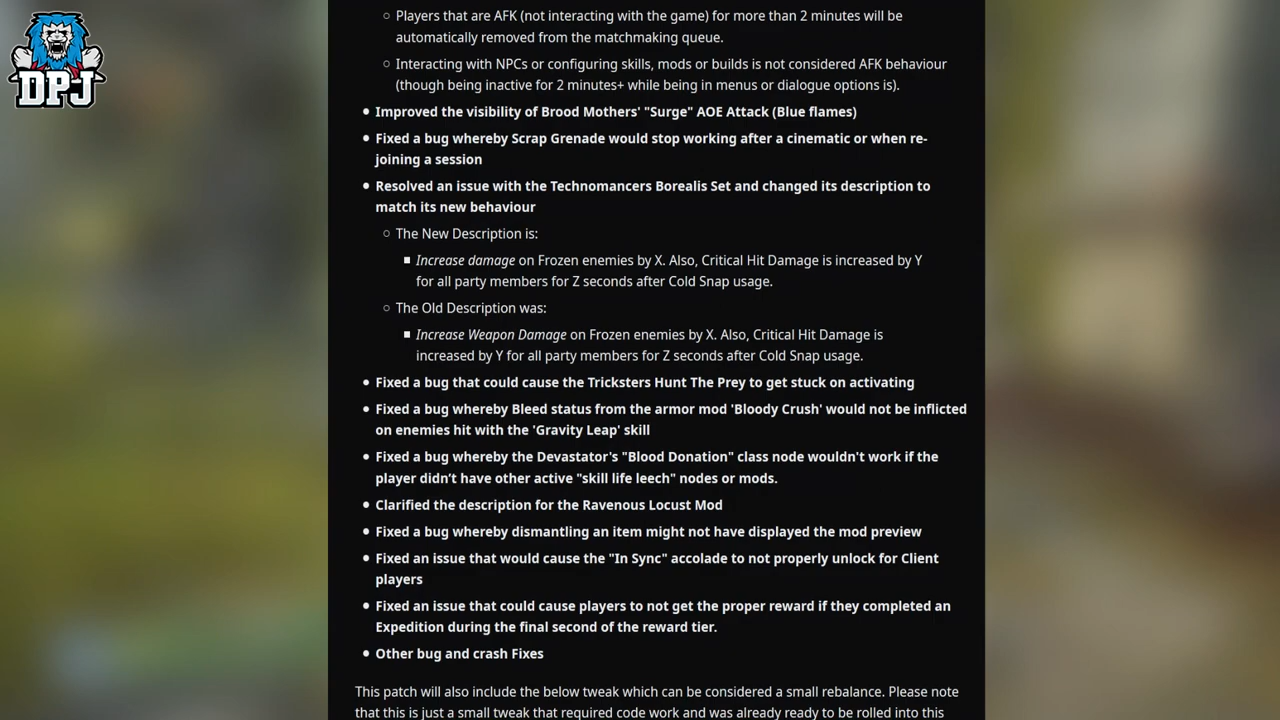 DPJ
○ Players that are AFK (not interacting with the game) for more than 2 minutes will be
automatically removed from the matchmaking queue.
○ Interacting with NPCs or configuring skills, mods or builds is not considered AFK behaviour
(though being inactive for 2 minutes+ while being in menus or dialogue options is).
• Improved the visibility of Brood Mothers' "Surge" AOE Attack (Blue flames)
• Fixed a bug whereby Scrap Grenade would stop working after a cinematic or when re-
joining a session
• Resolved an issue with the Technomancers Borealis Set and changed its description to
match its new behaviour
○ The New Description is:
▪ Increase damage on Frozen enemies by X. Also, Critical Hit Damage is increased by Y
for all party members for Z seconds after Cold Snap usage.
○ The Old Description was:
▪ Increase Weapon Damage on Frozen enemies by X. Also, Critical Hit Damage is
increased by Y for all party members for Z seconds after Cold Snap usage.
• Fixed a bug that could cause the Tricksters Hunt The Prey to get stuck on activating
• Fixed a bug whereby Bleed status from the armor mod 'Bloody Crush' would not be inflicted
on enemies hit with the 'Gravity Leap' skill
• Fixed a bug whereby the Devastator's "Blood Donation" class node wouldn't work if the
player didn’t have other active "skill life leech" nodes or mods.
• Clarified the description for the Ravenous Locust Mod
• Fixed a bug whereby dismantling an item might not have displayed the mod preview
• Fixed an issue that would cause the "In Sync" accolade to not properly unlock for Client
players
• Fixed an issue that could cause players to not get the proper reward if they completed an
Expedition during the final second of the reward tier.
• Other bug and crash Fixes
This patch will also include the below tweak which can be considered a small rebalance. Please note
that this is just a small tweak that required code work and was already ready to be rolled into this